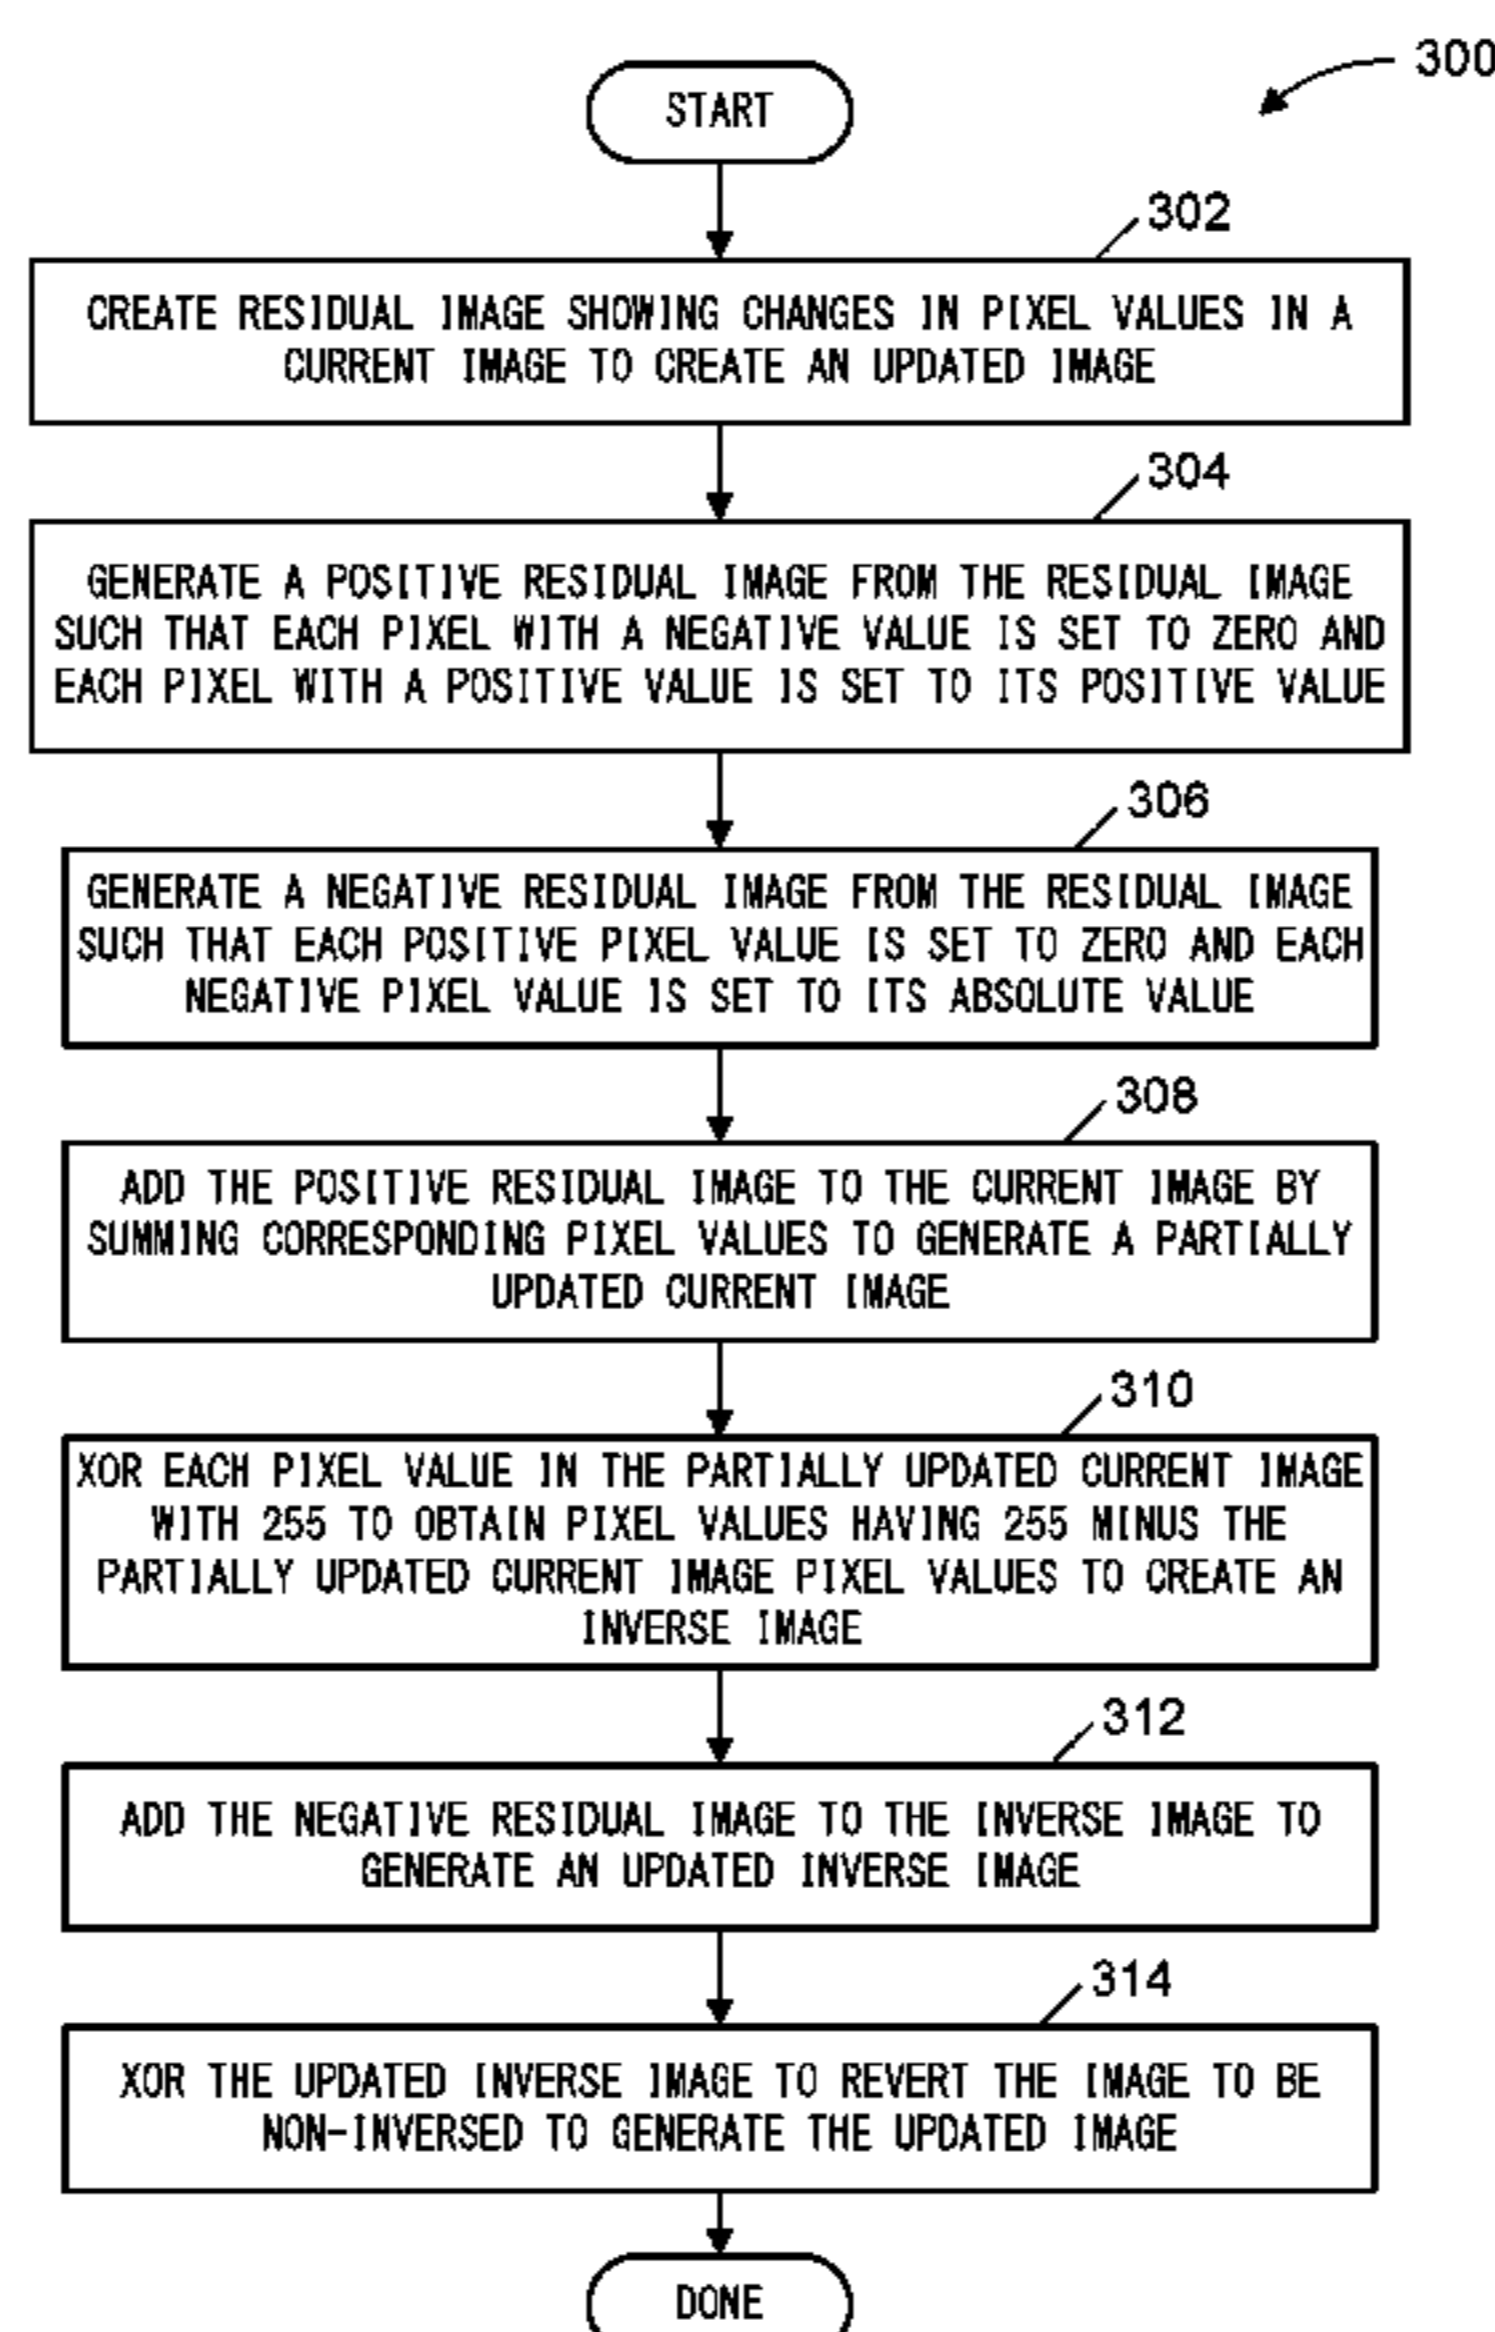 300
START
302
CREATE RESIDUAL IMAGE SHOWING CHANGES IN PIXEL VALUES IN A
CURRENT IMAGE TO CREATE AN UPDATED IMAGE
304
GENERATE A POSITIVE RESIDUAL IMAGE FROM THE RESIDUAL IMAGE
SUCH THAT EACH PIXEL WITH A NEGATIVE VALUE IS SET TO ZERO AND
EACH PIXEL WITH A POSITIVE VALUE IS SET TO ITS POSITIVE VALUE
306
GENERATE A NEGATIVE RESIDUAL IMAGE FROM THE RESIDUAL IMAGE
SUCH THAT EACH POSITIVE PIXEL VALUE IS SET TO ZERO AND EACH
NEGATIVE PIXEL VALUE IS SET TO ITS ABSOLUTE VALUE
308
ADD THE POSITIVE RESIDUAL IMAGE TO THE CURRENT IMAGE BY
SUMMING CORRESPONDING PIXEL VALUES TO GENERATE A PARTIALLY
UPDATED CURRENT IMAGE
310
XOR EACH PIXEL VALUE IN THE PARTIALLY UPDATED CURRENT IMAGE
WITH 255 TO OBTAIN PIXEL VALUES HAVING 255 MINUS THE
PARTIALLY UPDATED CURRENT IMAGE PIXEL VALUES TO CREATE AN
INVERSE IMAGE
312
ADD THE NEGATIVE RESIDUAL IMAGE TO THE INVERSE IMAGE TO
GENERATE AN UPDATED INVERSE IMAGE
314
XOR THE UPDATED INVERSE IMAGE TO REVERT THE IMAGE TO BE
NON-INVERSED TO GENERATE THE UPDATED IMAGE
DONE